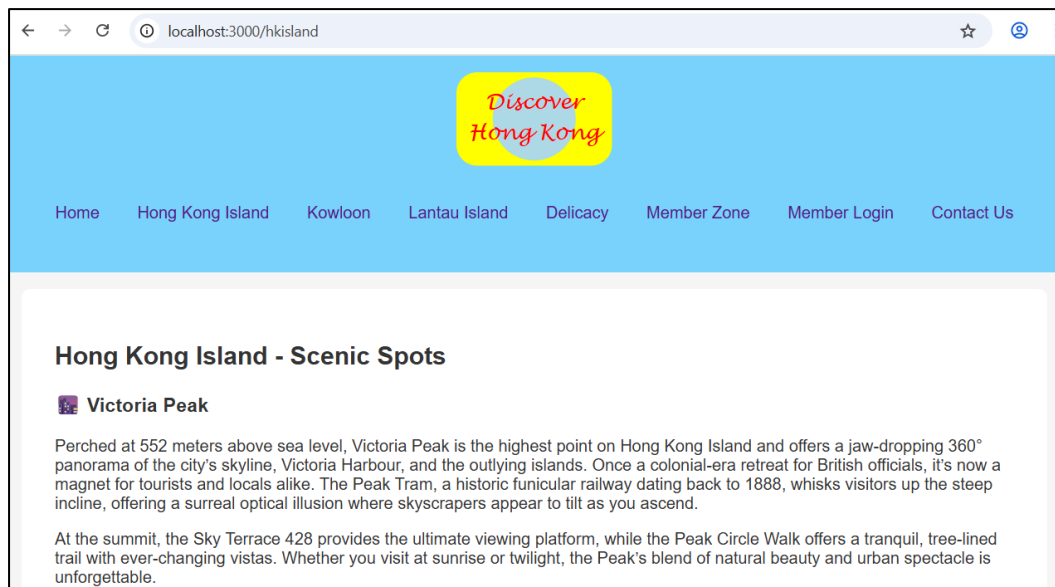 localhost:3000/hkisland
Discover
Hong Kong
Home Hong Kong Island Kowloon Lantau Island Delicacy Member Zone Member Login Contact Us
Hong Kong Island - Scenic Spots
Victoria Peak
Perched at 552 meters above sea level, Victoria Peak is the highest point on Hong Kong Island and offers a jaw-dropping 360°
panorama of the city’s skyline, Victoria Harbour, and the outlying islands. Once a colonial-era retreat for British officials, it’s now a
magnet for tourists and locals alike. The Peak Tram, a historic funicular railway dating back to 1888, whisks visitors up the steep
incline, offering a surreal optical illusion where skyscrapers appear to tilt as you ascend.
At the summit, the Sky Terrace 428 provides the ultimate viewing platform, while the Peak Circle Walk offers a tranquil, tree-lined
trail with ever-changing vistas. Whether you visit at sunrise or twilight, the Peak’s blend of natural beauty and urban spectacle is
unforgettable.